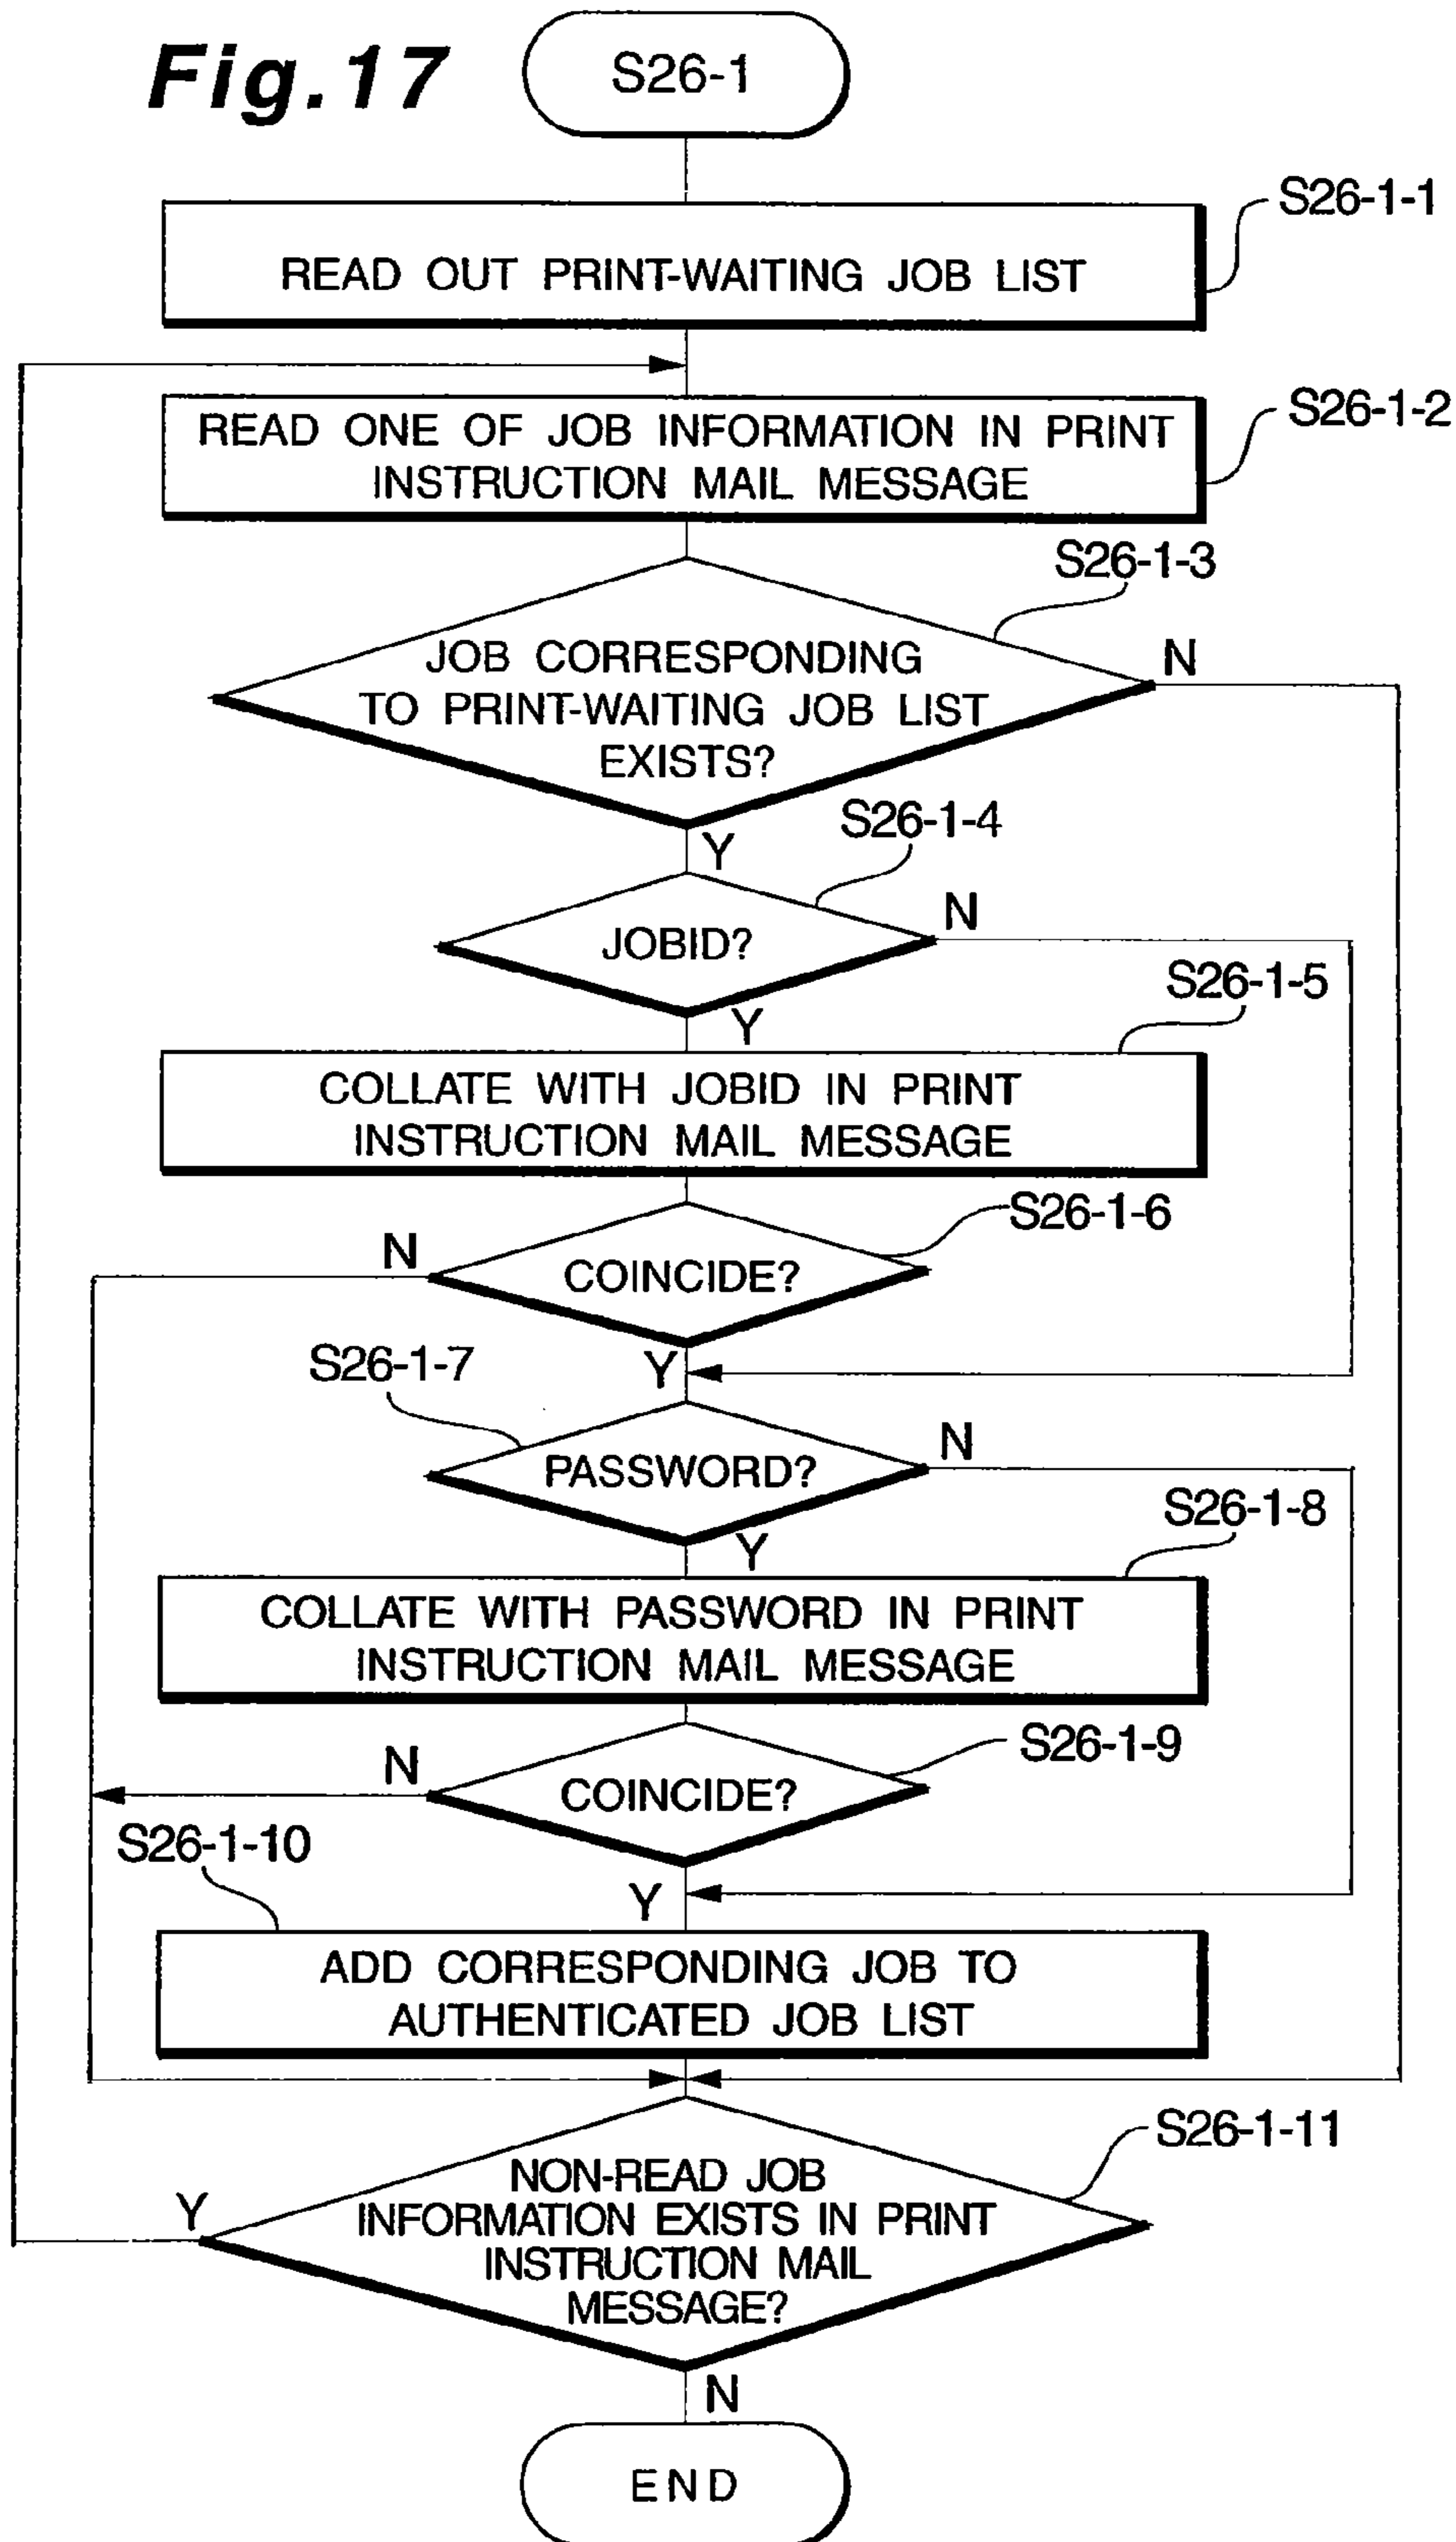 Fig.17
S26-1
S26-1-1
READ OUT PRINT-WAITING JOB LIST
S26-1-2
READ ONE OF JOB INFORMATION IN PRINT
INSTRUCTION MAIL MESSAGE
S26-1-3
JOB CORRESPONDING
TO PRINT-WAITING JOB LIST
EXISTS?
N
Y
S26-1-4
JOBID?
N
Y
S26-1-5
COLLATE WITH JOBID IN PRINT
INSTRUCTION MAIL MESSAGE
S26-1-6
COINCIDE?
N
Y
S26-1-7
PASSWORD?
N
Y
S26-1-8
COLLATE WITH PASSWORD IN PRINT
INSTRUCTION MAIL MESSAGE
S26-1-9
COINCIDE?
N
Y
S26-1-10
ADD CORRESPONDING JOB TO
AUTHENTICATED JOB LIST
S26-1-11
NON-READ JOB
INFORMATION EXISTS IN PRINT
INSTRUCTION MAIL
MESSAGE?
Y
N
END